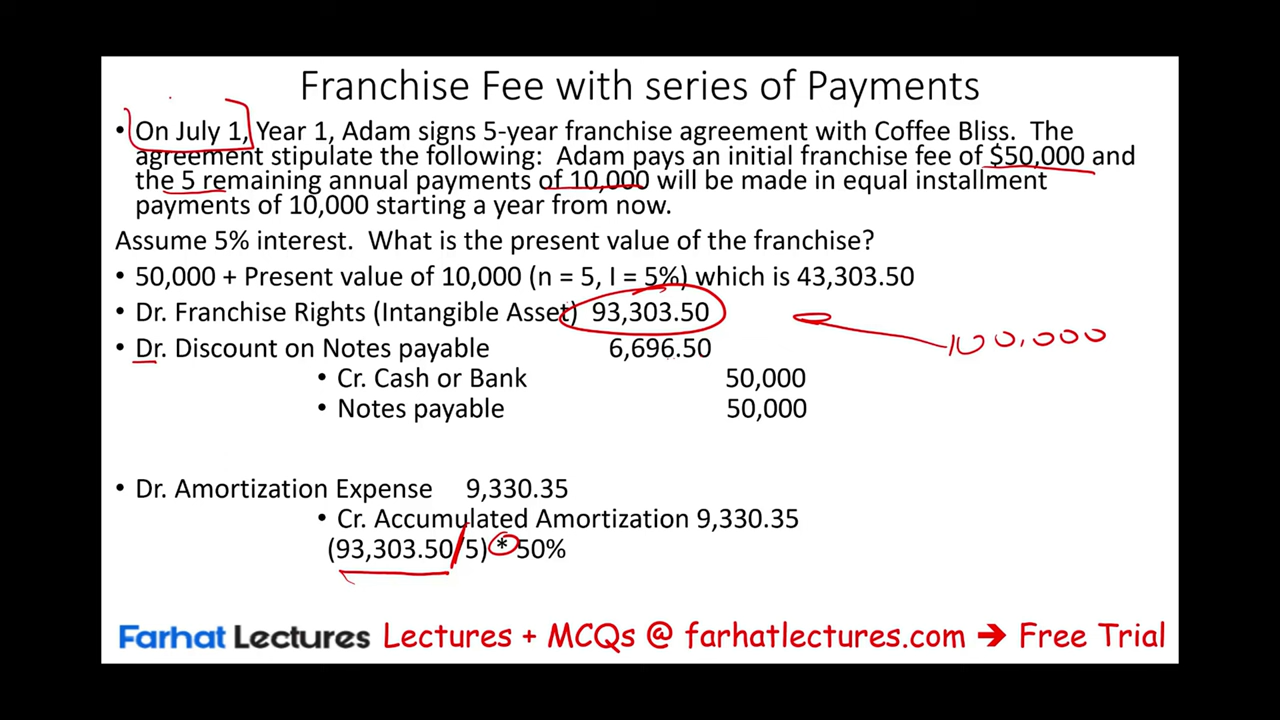 Franchise Fee with series of Payments
• On July 1, Year 1, Adam signs 5-year franchise agreement with Coffee Bliss. The
agreement stipulate the following: Adam pays an initial franchise fee of $50,000 and
the 5 remaining annual payments of 10,000 will be made in equal installment
payments of 10,000 starting a year from now.
Assume 5% interest. What is the present value of the franchise?
• 50,000 + Present value of 10,000 (n = 5, I = 5%) which is 43,303.50
• Dr. Franchise Rights (Intangible Asset) 93,303.50
100,000
• Dr. Discount on Notes payable 6,696.50
• Cr. Cash or Bank 50,000
• Notes payable 50,000
• Dr. Amortization Expense 9,330.35
• Cr. Accumulated Amortization 9,330.35
(93,303.50/5) * 50%
Farhat Lectures Lectures + MCQs @ farhatlectures.com ➔ Free Trial